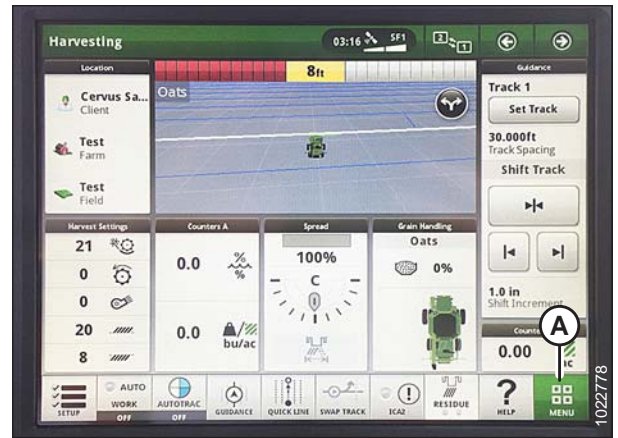 Harvesting
03:16
SF1
2
1
Location
Cervus Sa...
Client
Test
Farm
Test
Field
8ft
Oats
Guidance
Track 1
Set Track
30.000ft
Track Spacing
Shift Track
1.0 in
Shift Increment
Harvest Settings
21
0
0
20
8
Counters A
0.0
%
%
0.0
bu/ac
Spread
100%
C
Grain Handling
Oats
0%
0.00
A
SETUP
AUTO
WORK
OFF
AUTOTRAC
OFF
GUIDANCE
QUICK LINE
SWAP TRACK
ICA2
RESIDUE
?
HELP
MENU
1022778